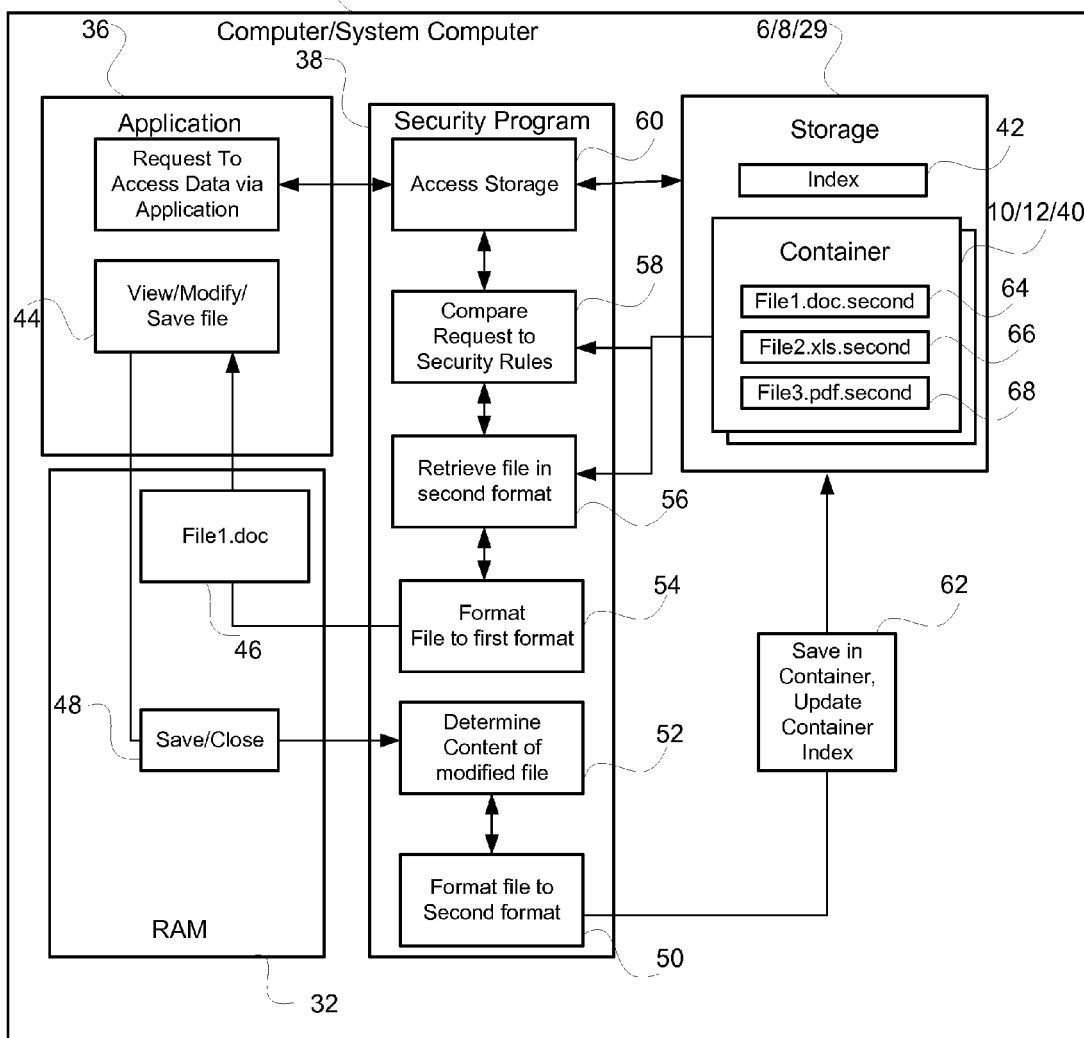 Computer/System Computer
36
38
6/8/29
Application
Security Program
60
Storage
42
Request To
Access Data via
Application
Access Storage
Index
10/12/40
Container
58
View/Modify/
Save file
44
Compare
Request to
Security Rules
File1.doc.second
64
File2.xls.second
66
File3.pdf.second
68
Retrieve file in
second format
56
File1.doc
46
Format
File to first format
54
62
Save in
Container,
Update
Container
Index
48
Save/Close
Determine
Content of
modified file
52
Format file to
Second format
50
RAM
32